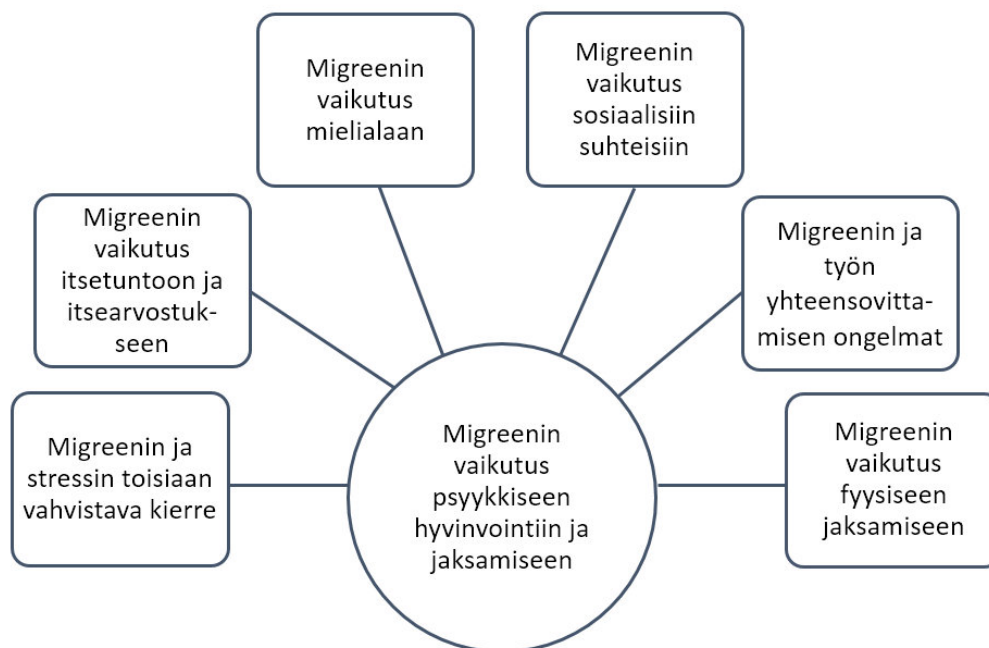 Migreenin
vaikutus
mielialaan
Migreenin
vaikutus
sosiaalisiin
suhteisiin
Migreenin
vaikutus
itsetuntoon ja
itsearvostuk-
seen
Migreenin ja
työn
yhteensovitta-
misen ongelmat
Migreenin ja
stressin toisiaan
vahvistava kierre
Migreenin
vaikutus
psyykkiseen
hyvinvointiin ja
jaksamiseen
Migreenin
vaikutus
fyysiseen
jaksamiseen